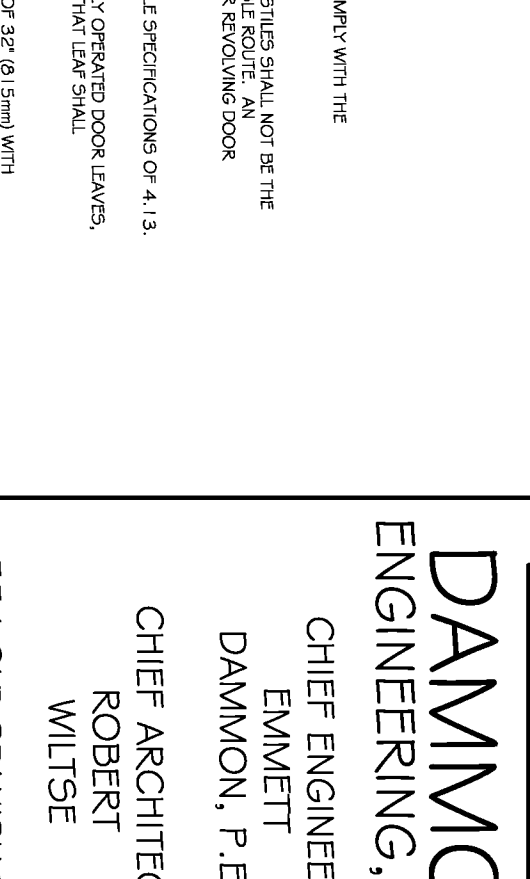 MPLY WITH THE
STILES SHALL NOT BE THE
LE ROUTE. AN
R REVOLVING DOOR
LE SPECIFICATIONS OF 4.13.
Y OPERATED DOOR LEAVES,
HAT LEAF SHALL
OF 32" (815mm) WITH
DAMMO
ENGINEERING,
CHIEF ENGINEE
EMMETT
DAMMON, P.E
CHIEF ARCHITEC
ROBERT
WILTSE